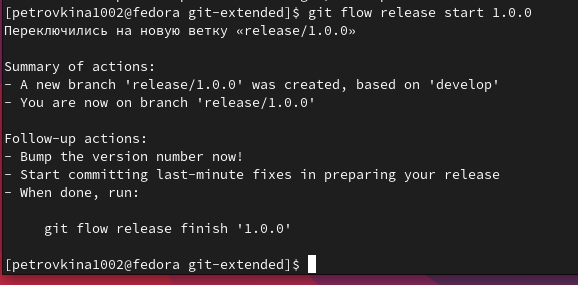 [petrovkina1002@fedora git-extended]$ git flow release start 1.0.0
Переключились на новую ветку «release/1.0.0»
Summary of actions:
- A new branch 'release/1.0.0' was created, based on 'develop'
- You are now on branch 'release/1.0.0'
Follow-up actions:
- Bump the version number now!
- Start committing last-minute fixes in preparing your release
- When done, run:
git flow release finish '1.0.0'
[petrovkina1002@fedora git-extended]$